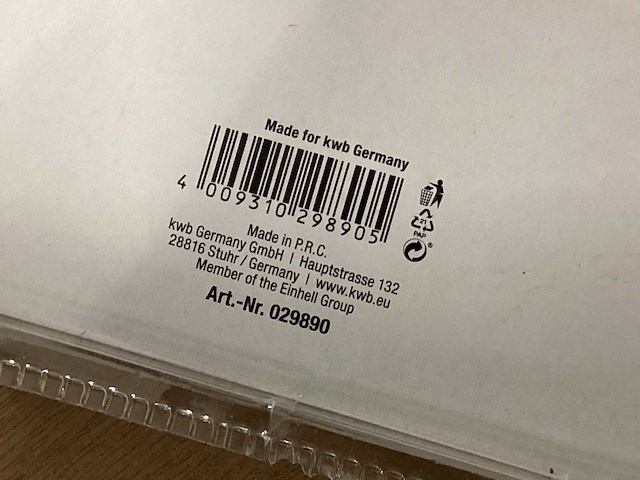 Made for kwb Germany
4 009310 298905
21
PAP
®
Made in P.R.C.
kwb Germany GmbH | Hauptstrasse 132
28816 Stuhr / Germany | www.kwb.eu
Member of the Einhell Group
Art.-Nr. 029890